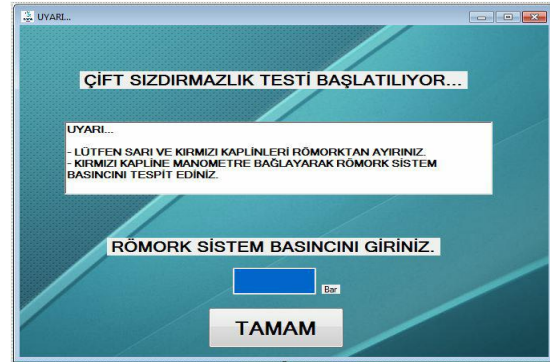 UYARI...
ÇİFT SIZDIRMAZLIK TESTİ BAŞLATILIYOR...
UYARI...
- LÜTFEN SARI VE KIRMIZI KAPLİNLERİ RÖMORKTAN AYIRINIZ.
- KIRMIZI KAPLİNE MANOMETRE BAĞLAYARAK RÖMORK SİSTEM
BASINCINI TESPİT EDİNİZ.
RÖMORK SİSTEM BASINCINI GİRİNİZ.
Bar
TAMAM